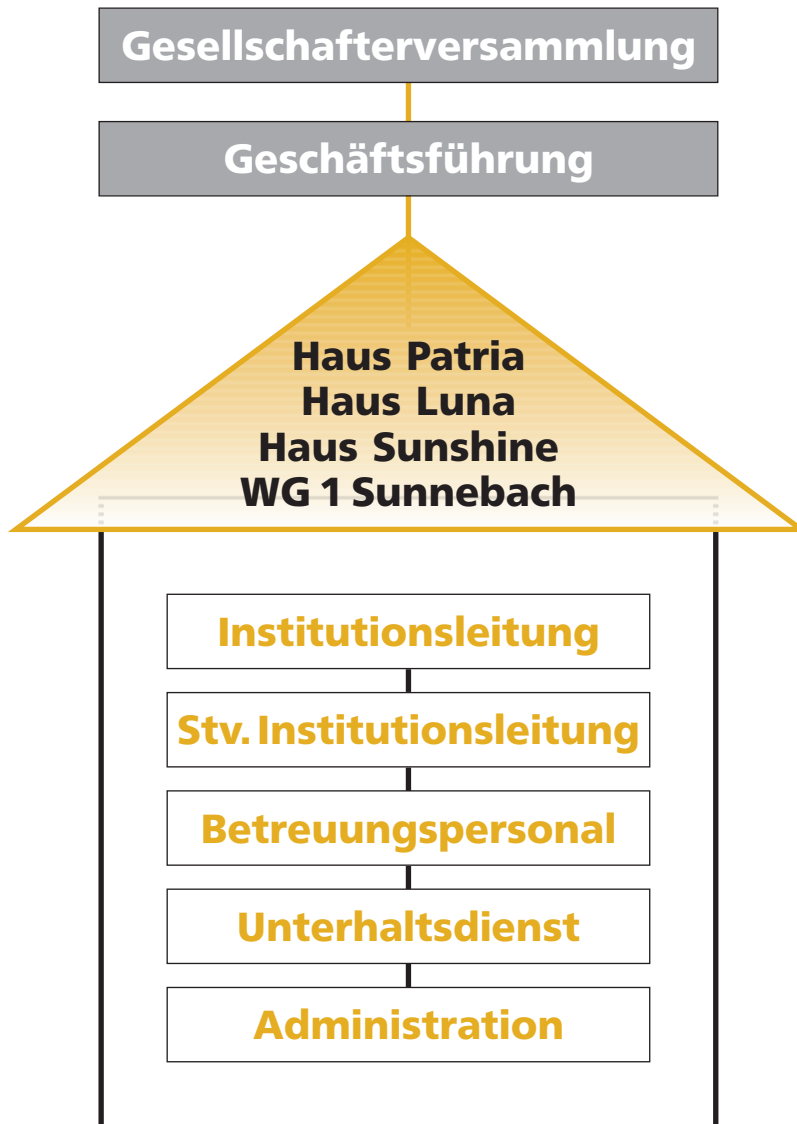 Gesellschafterversammlung
Geschäftsführung
Haus Patria
Haus Luna
Haus Sunshine
WG 1 Sunnebach
Institutionsleitung
Stv. Institutionsleitung
Betreuungspersonal
Unterhaltsdienst
Administration